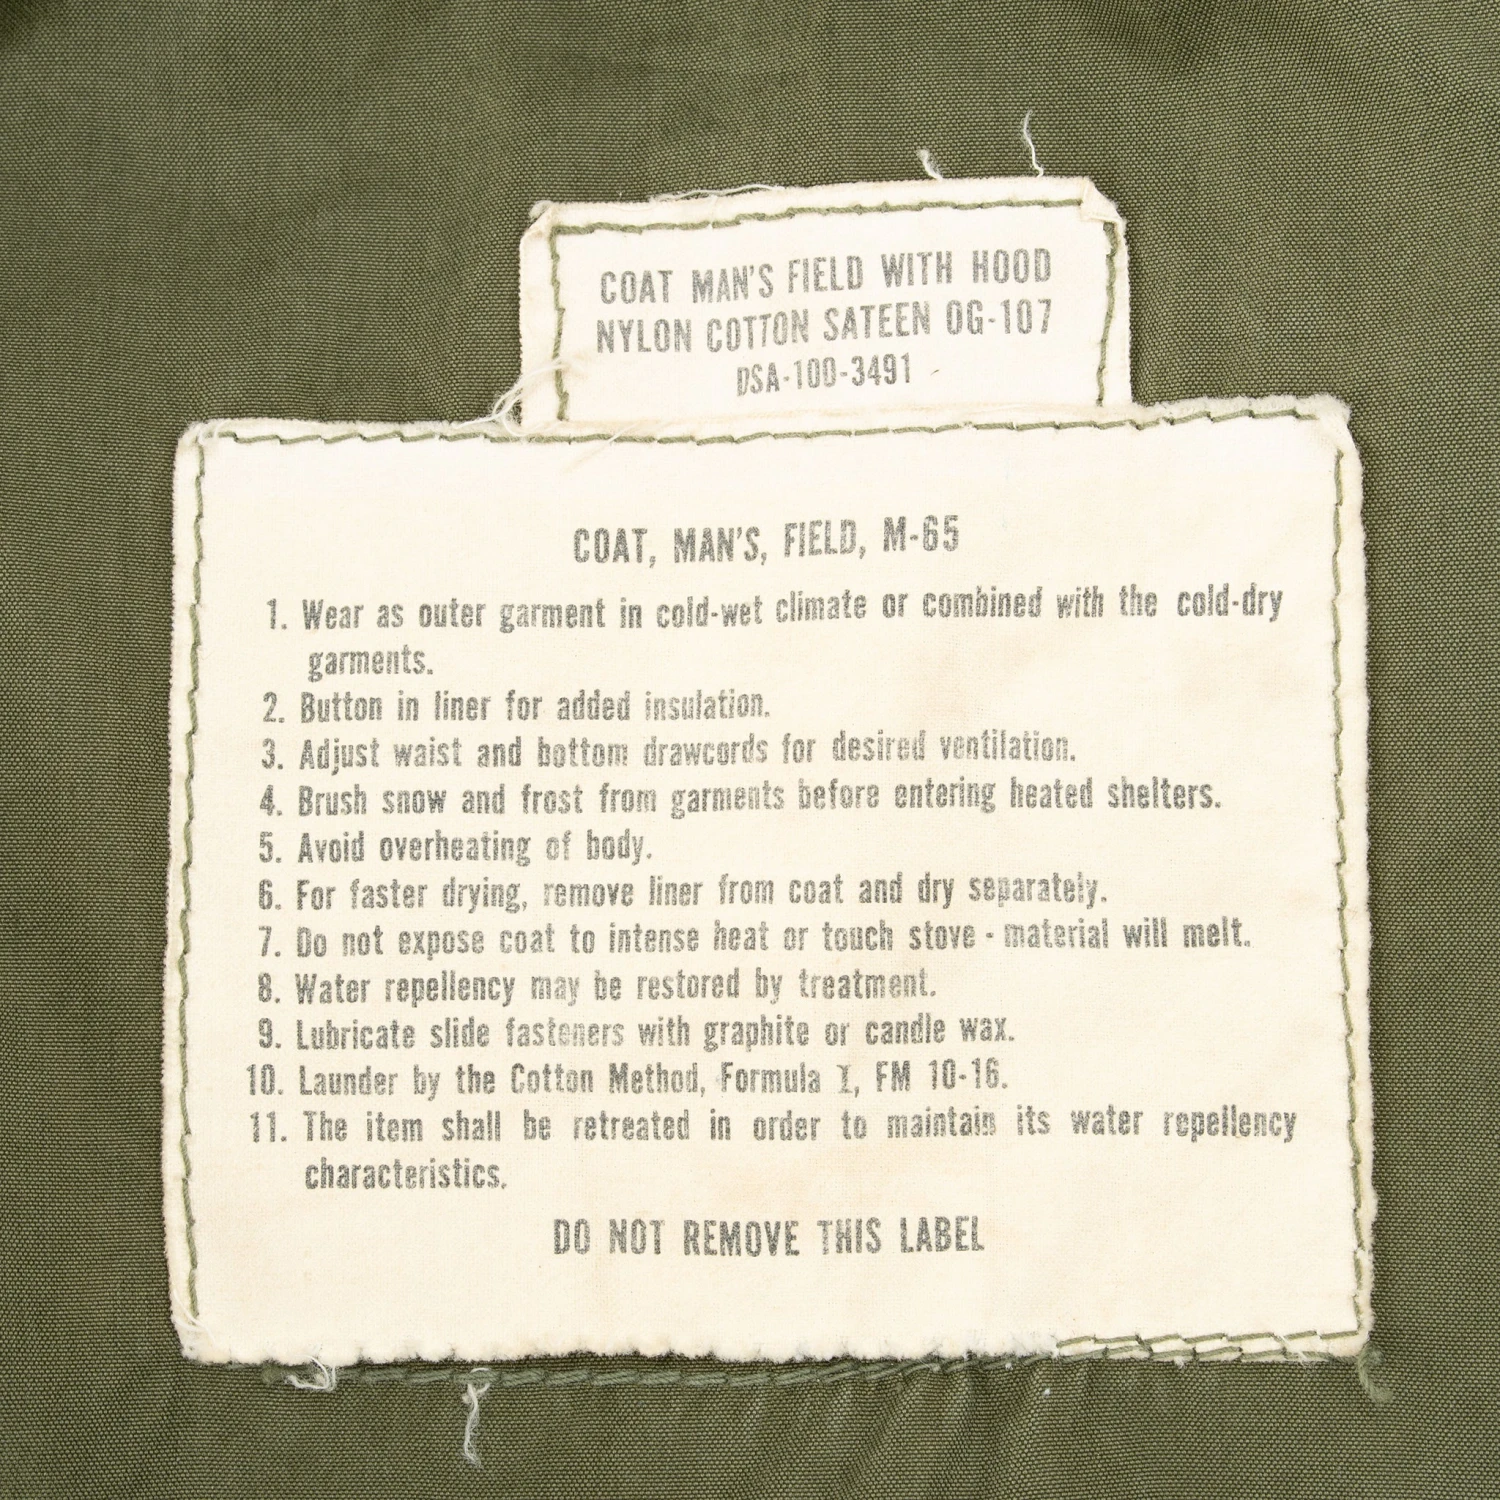 COAT MAN'S FIELD WITH HOOD
NYLON COTTON SATEEN OG-107
DSA-100-3491
COAT, MAN'S, FIELD, M-65
1. Wear as outer garment in cold-wet climate or combined with the cold-dry
garments.
2. Button in liner for added insulation.
3. Adjust waist and bottom drawcords for desired ventilation.
4. Brush snow and frost from garments before entering heated shelters.
5. Avoid overheating of body.
6. For faster drying, remove liner from coat and dry separately.
7. Do not expose coat to intense heat or touch stove - material will melt.
8. Water repellency may be restored by treatment.
9. Lubricate slide fasteners with graphite or candle wax.
10. Launder by the Cotton Method, Formula I, FM 10-16.
11. The item shall be retreated in order to maintain its water repellency
characteristics.
DO NOT REMOVE THIS LABEL